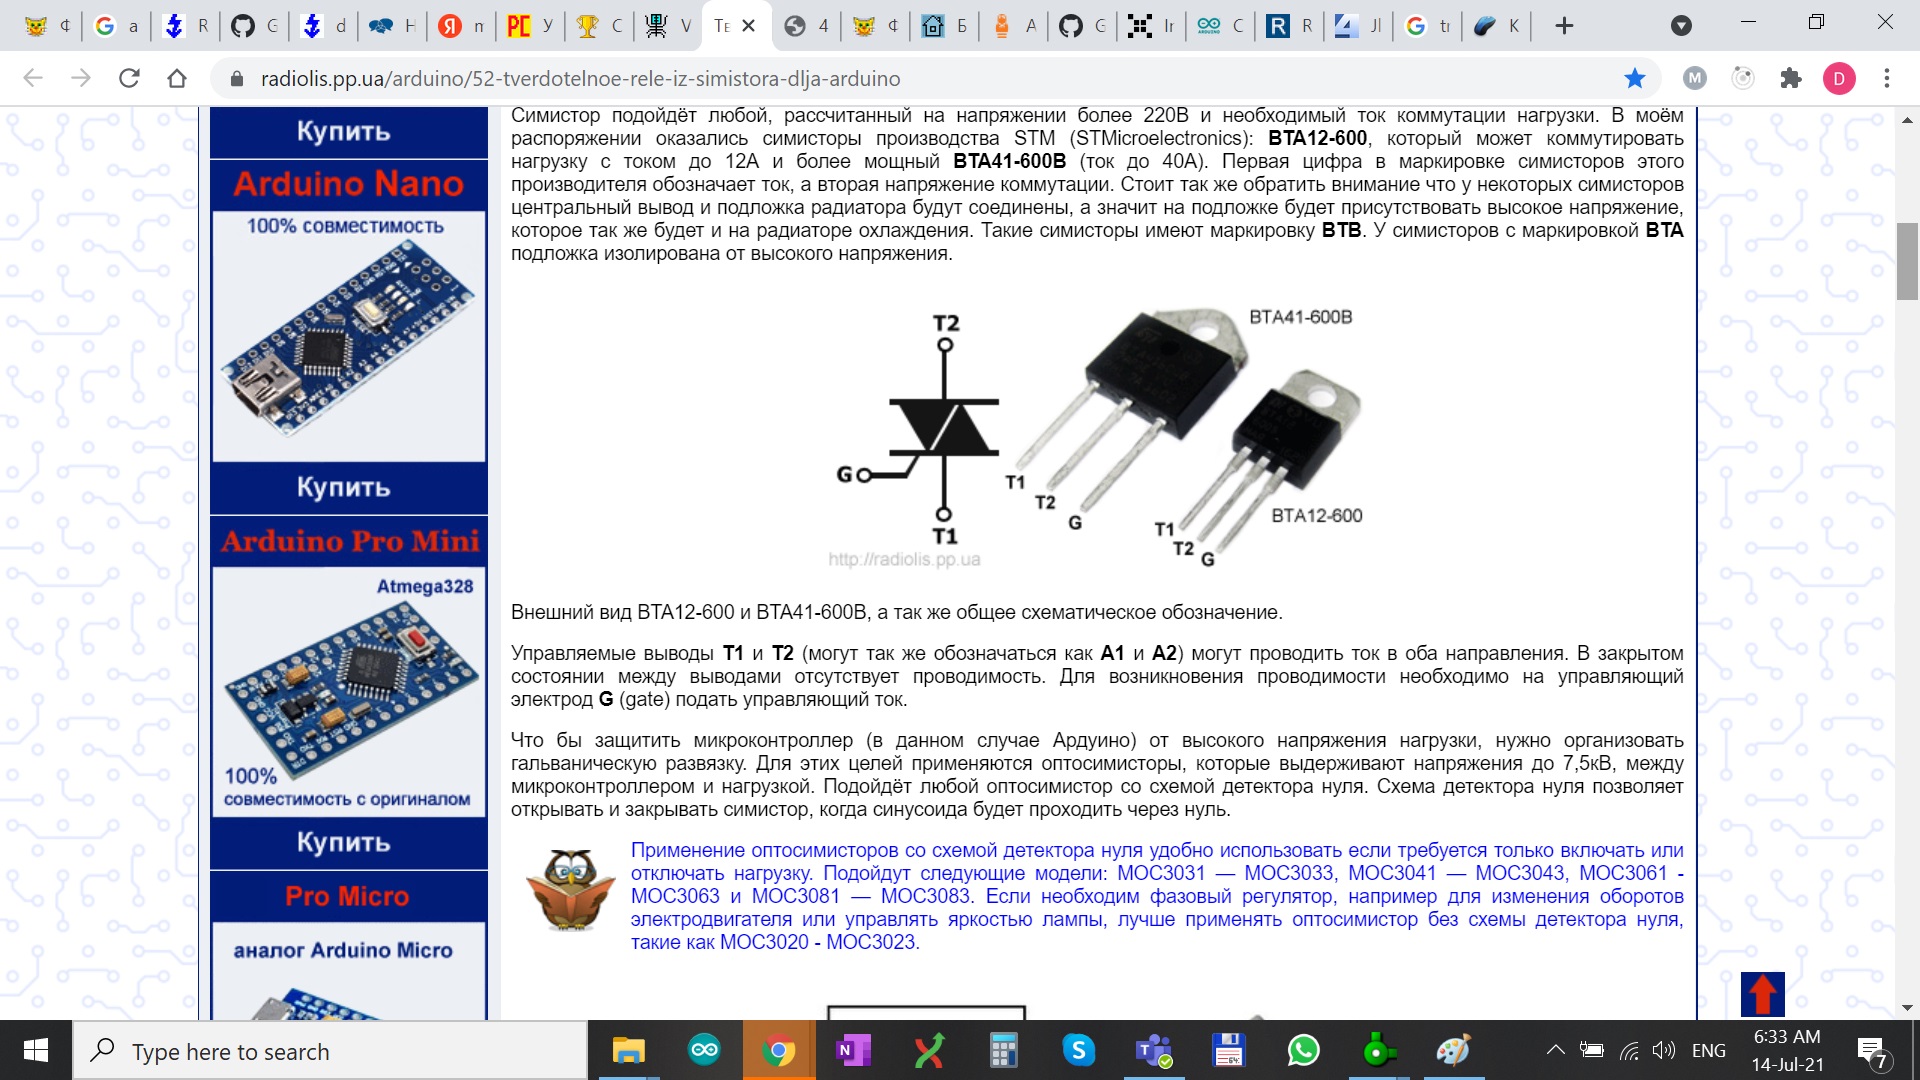 ф
a
R
G
d
H
m
У
С
V
Те
4
ф
Б
A
G
Ir
C
R
Jl
tr
K
radiolis.pp.ua/arduino/52-tverdotelnoe-rele-iz-simistora-dlja-arduino
M
D
Купить
Arduino Nano
100% совместимость
Купить
Arduino Pro Mini
Atmega328
100%
совместимость с оригиналом
Купить
Pro Micro
аналог Arduino Micro
Симистор подойдёт любой, рассчитанный на напряжении более 220В и необходимый ток коммутации нагрузки. В моём
распоряжении оказались симисторы производства STM (STMicroelectronics): BTA12-600, который может коммутировать
нагрузку с током до 12А и более мощный BTA41-600B (ток до 40А). Первая цифра в маркировке симисторов этого
производителя обозначает ток, а вторая напряжение коммутации. Стоит так же обратить внимание что у некоторых симисторов
центральный вывод и подложка радиатора будут соединены, а значит на подложке будет присутствовать высокое напряжение,
которое так же будет и на радиаторе охлаждения. Такие симисторы имеют маркировку BTB. У симисторов с маркировкой BTA
подложка изолирована от высокого напряжения.
T2
G
T1
http://radiolis.pp.ua
BTA41-600B
T1
T2
G
BTA12-600
T1
T2
G
Внешний вид BTA12-600 и BTA41-600B, а так же общее схематическое обозначение.
Управляемые выводы T1 и T2 (могут так же обозначаться как A1 и A2) могут проводить ток в оба направления. В закрытом
состоянии между выводами отсутствует проводимость. Для возникновения проводимости необходимо на управляющий
электрод G (gate) подать управляющий ток.
Что бы защитить микроконтроллер (в данном случае Ардуино) от высокого напряжения нагрузки, нужно организовать
гальваническую развязку. Для этих целей применяются оптосимисторы, которые выдерживают напряжения до 7,5кВ, между
микроконтроллером и нагрузкой. Подойдёт любой оптосимистор со схемой детектора нуля. Схема детектора нуля позволяет
открывать и закрывать симистор, когда синусоида будет проходить через нуль.
Применение оптосимисторов со схемой детектора нуля удобно использовать если требуется только включать или
отключать нагрузку. Подойдут следующие модели: MOC3031 — MOC3033, MOC3041 — MOC3043, MOC3061 -
MOC3063 и MOC3081 — MOC3083. Если необходим фазовый регулятор, например для изменения оборотов
электродвигателя или управлять яркостью лампы, лучше применять оптосимистор без схемы детектора нуля,
такие как MOC3020 - MOC3023.
Type here to search
ENG
6:33 AM
14-Jul-21
7